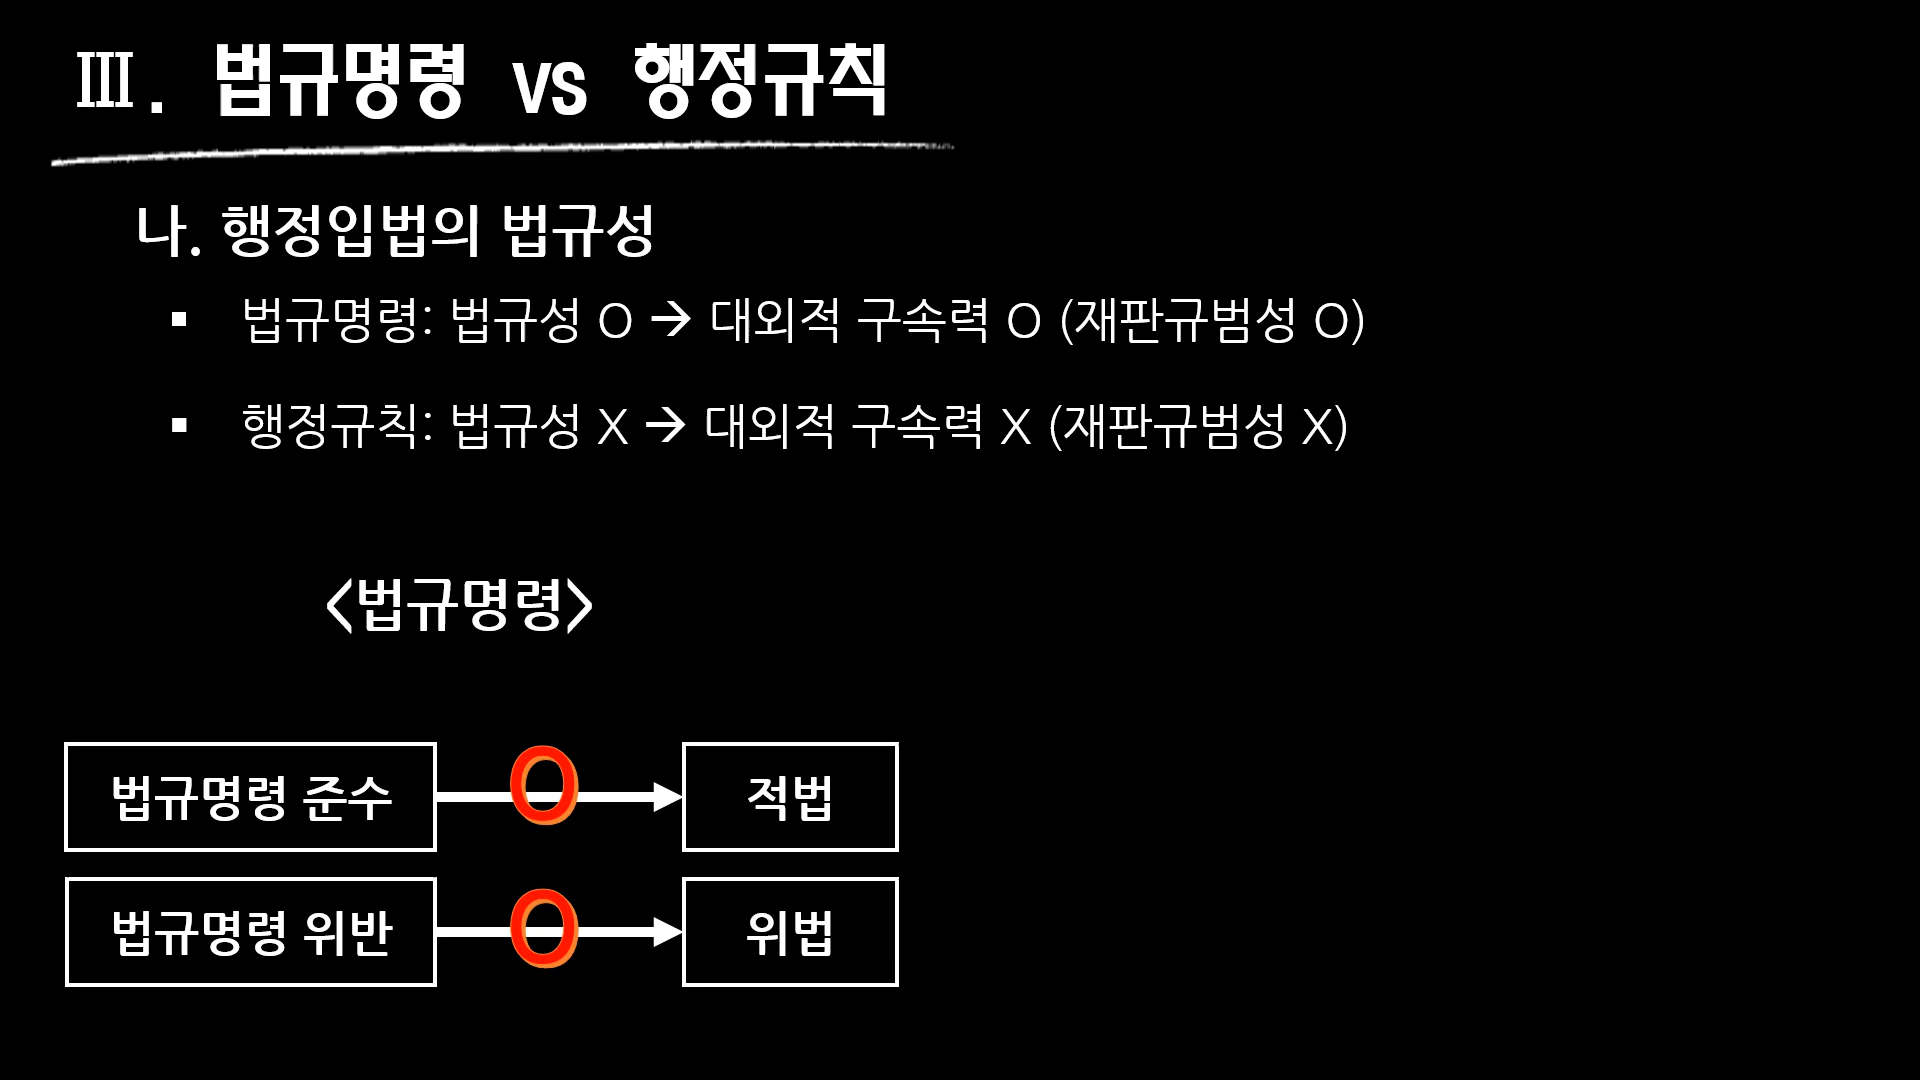 Ⅲ. 법규명령 vs 행정규칙
나. 행정입법의 법규성
▪ 법규명령: 법규성 O → 대외적 구속력 O (재판규범성 O)
▪ 행정규칙: 법규성 X → 대외적 구속력 X (재판규범성 X)
<법규명령>
법규명령 준수 O 적법
법규명령 위반 O 위법